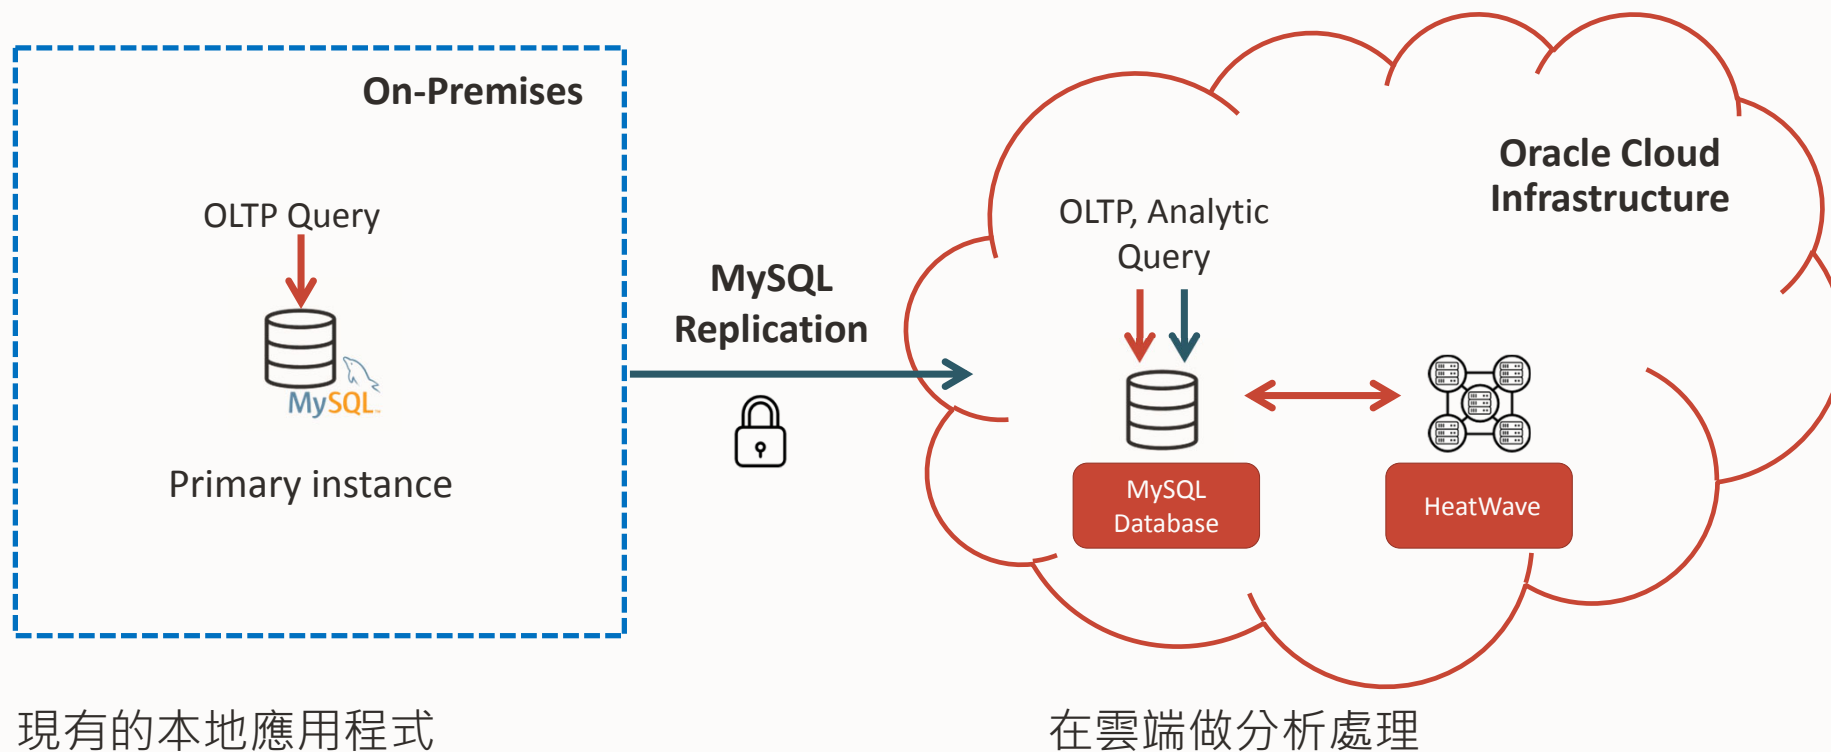 On-Premises
OLTP Query
MySQL
Primary instance
現有的本地應用程式
MySQL
Replication
Oracle Cloud
Infrastructure
OLTP, Analytic
Query
MySQL
Database
HeatWave
在雲端做分析處理